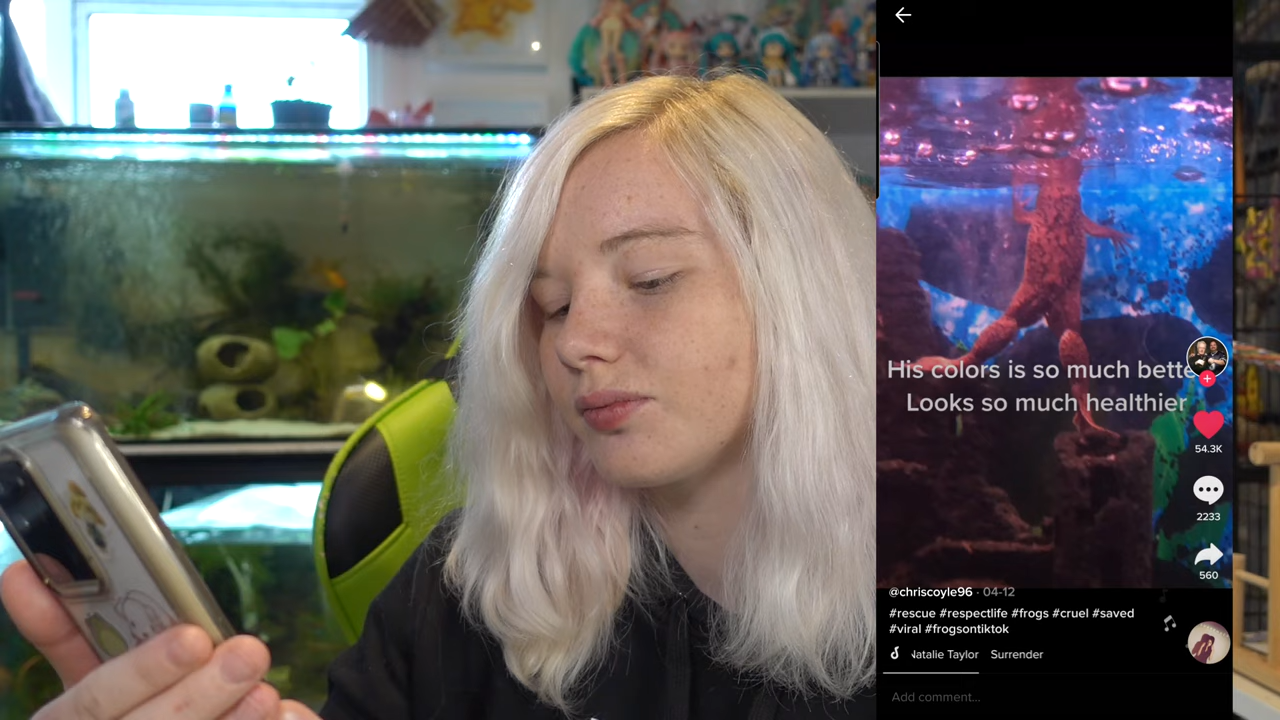 His colors is so much bette
Looks so much healthier
54.3K
2233
560
@chriscoyle96 · 04-12
#rescue #respectlife #frogs #cruel #saved
#viral #frogsontiktok
Natalie Taylor Surrender
Add comment...